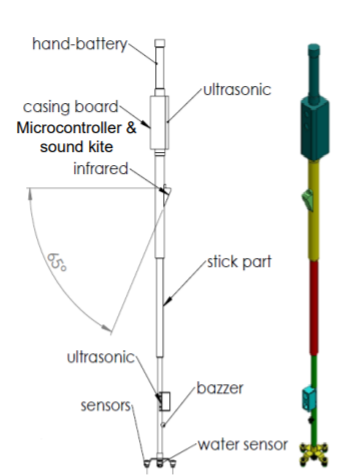 hand-battery
ultrasonic
casing board
Microcontroller &
sound kite
infrared
65°
stick part
ultrasonic
bazzer
sensors
water sensor